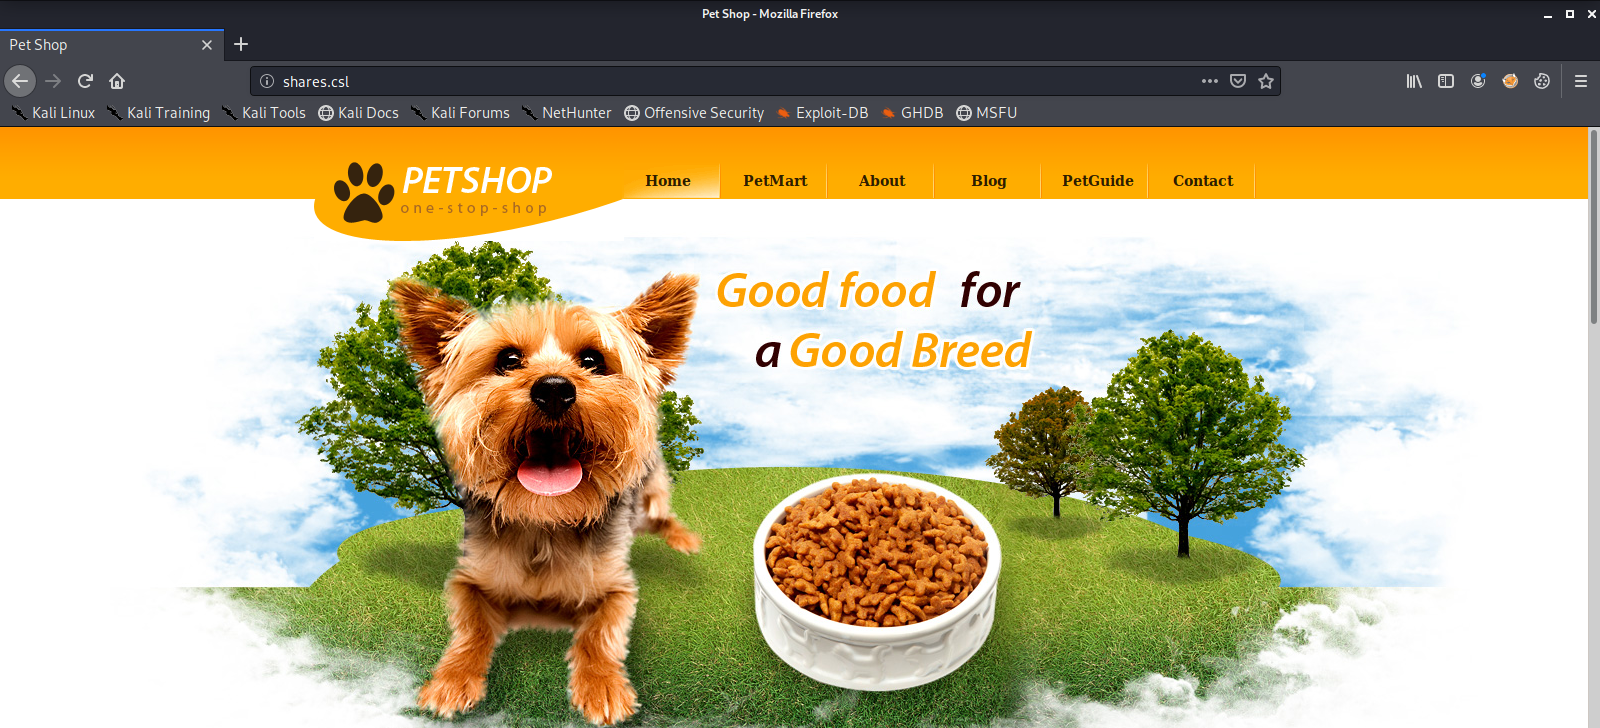 Pet Shop - Mozilla Firefox
Pet Shop
shares.csl
Kali Linux Kali Training Kali Tools Kali Docs Kali Forums NetHunter Offensive Security Exploit-DB GHDB MSFU
PETSHOP
one-stop-shop
Home PetMart About Blog PetGuide Contact
Good food for
a Good Breed